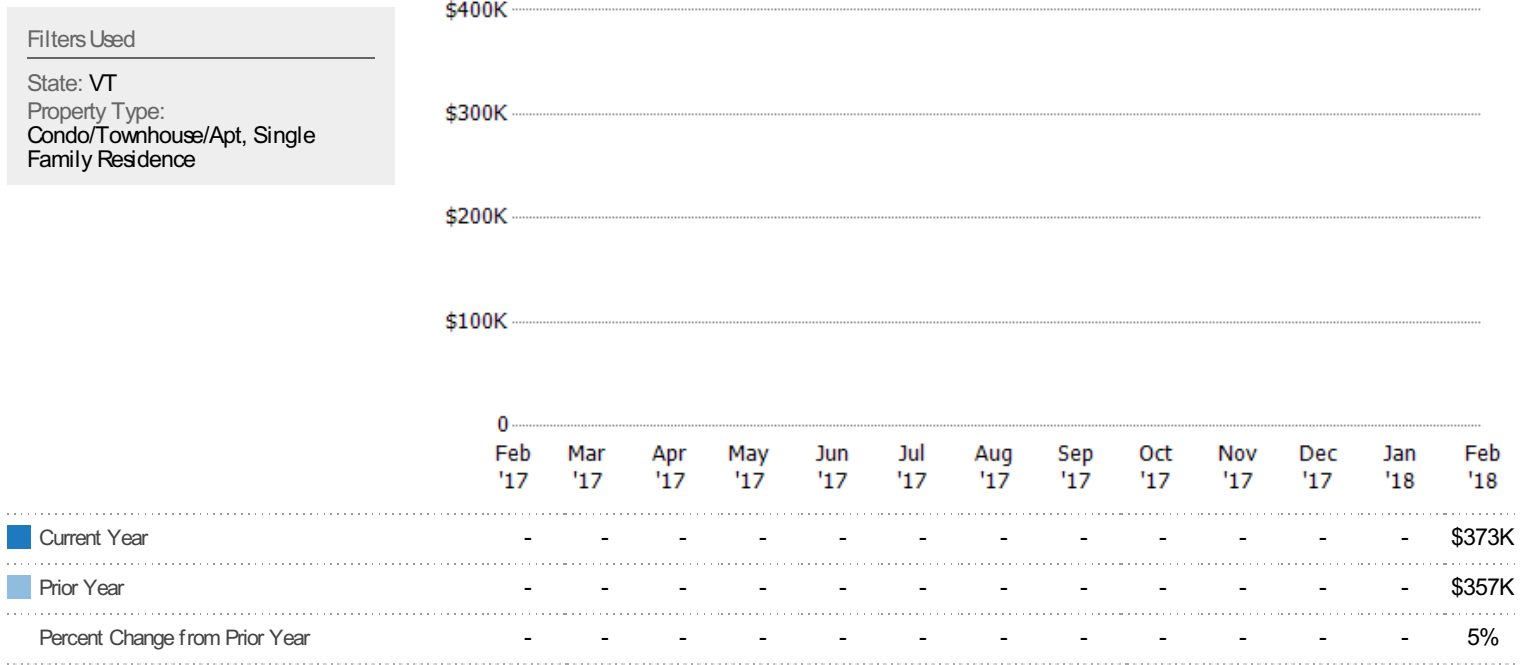 Filters Used
State: VT
Property Type:
Condo/Townhouse/Apt, Single
Family Residence
$400K
$300K
$200K
$100K
0
Feb Mar Apr May Jun Jul Aug Sep Oct Nov Dec Jan Feb
'17 '17 '17 '17 '17 '17 '17 '17 '17 '17 '17 '18 '18
Current Year - - - - - - - - - - - - $373K
Prior Year - - - - - - - - - - - - $357K
Percent Change from Prior Year - - - - - - - - - - - - 5%